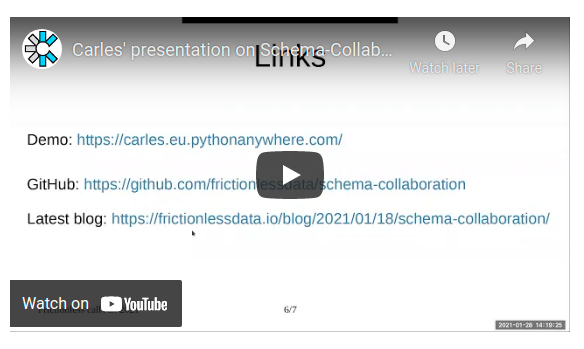 Carles' presentation on Schema-Collab...
Links
Watch later
Share
Demo: https://carles.eu.pythonanywhere.com/
GitHub: https://github.com/frictionlessdata/schema-collaboration
Latest blog: https://frictionlessdata.io/blog/2021/01/18/schema-collaboration/
Watch on YouTube
6/7
2021-01-28 14:19:25